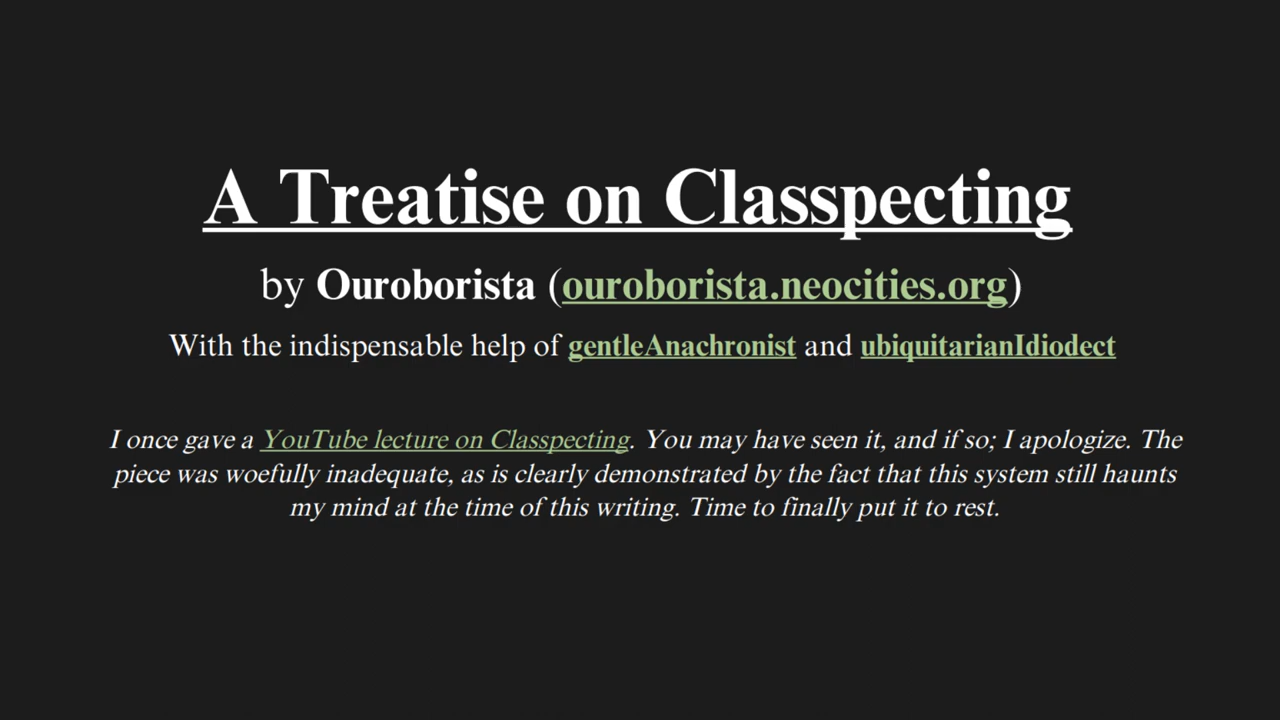 A Treatise on Classpecting
by Ouroborista (ouroborista.neocities.org)
With the indispensable help of gentleAnachronist and ubiquitarianIdiodect
I once gave a YouTube lecture on Classpecting. You may have seen it, and if so; I apologize. The
piece was woefully inadequate, as is clearly demonstrated by the fact that this system still haunts
my mind at the time of this writing. Time to finally put it to rest.